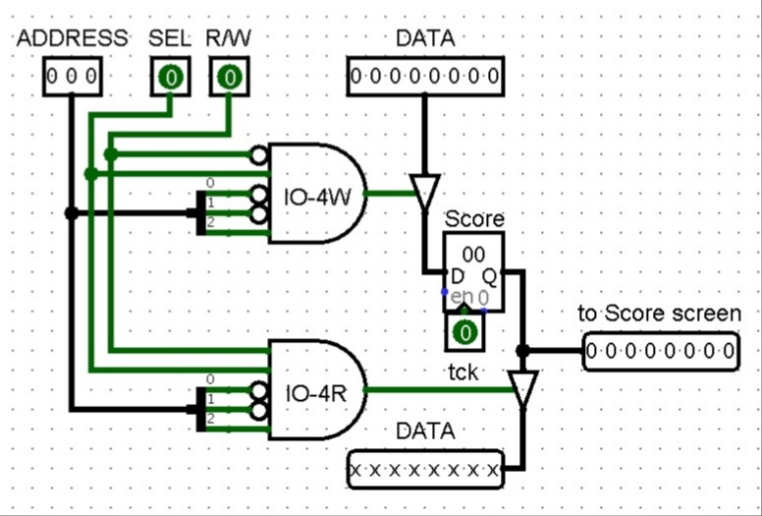 ADDRESS SEL R/W DATA
0 0 0 0 0 0 0 0 0 0 0 0 0
0
1
2
IO-4W
Score
00
D Q
en 0
0
tck
to Score screen
0 0 0 0 0 0 0 0
0
1
2
IO-4R
DATA
x x x x x x x x